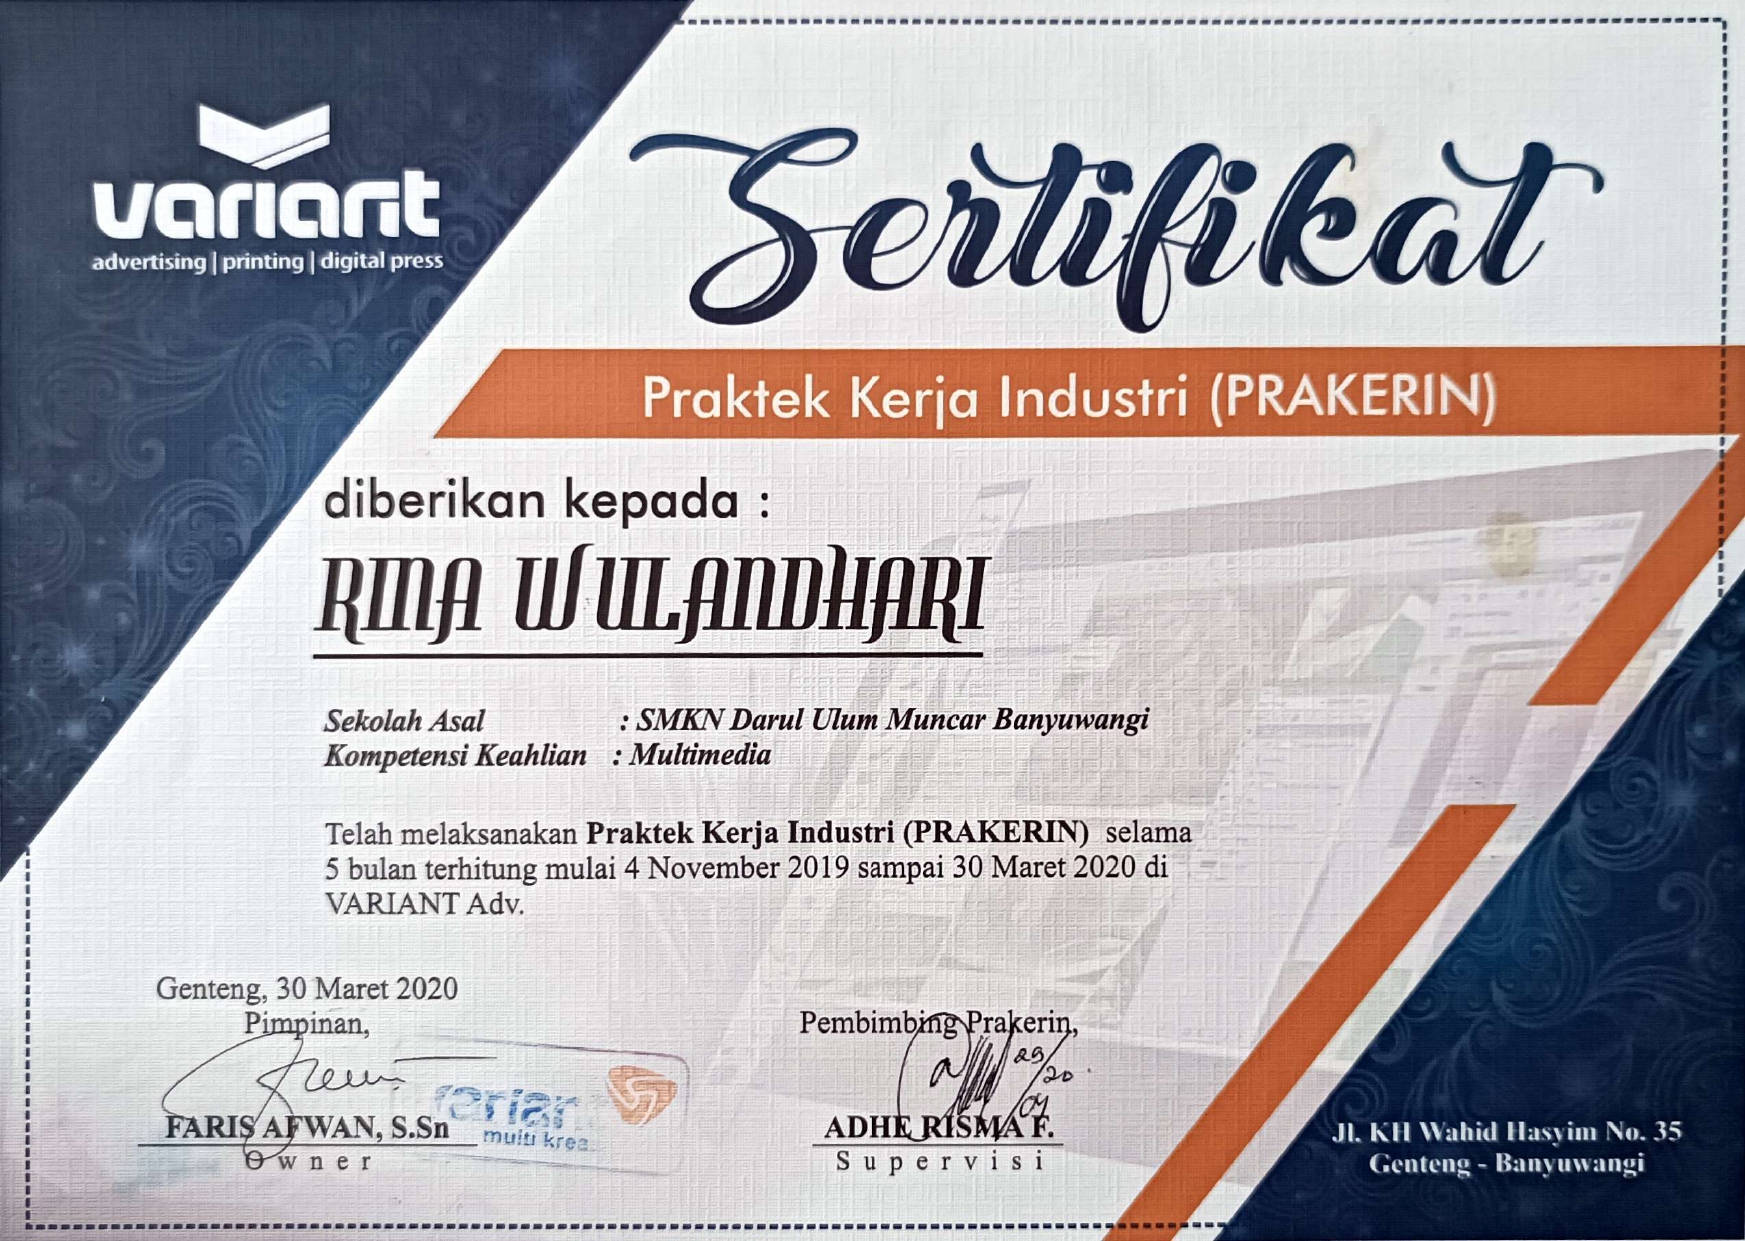 variant
advertising | printing | digital press
Sertifikat
Praktek Kerja Industri (PRAKERIN)
diberikan kepada :
RINA WULANDHARI
Sekolah Asal : SMKN Darul Ulum Muncar Banyuwangi
Kompetensi Keahlian : Multimedia
Telah melaksanakan Praktek Kerja Industri (PRAKERIN) selama
5 bulan terhitung mulai 4 November 2019 sampai 30 Maret 2020 di
VARIANT Adv.
Genteng, 30 Maret 2020
Pimpinan,
FARIS AFWAN, S.Sn
Owner
varian
multi krea
Pembimbing Prakerin,
29/20
04
ADHE RISMA F.
Supervisi
Jl. KH Wahid Hasyim No. 35
Genteng - Banyuwangi